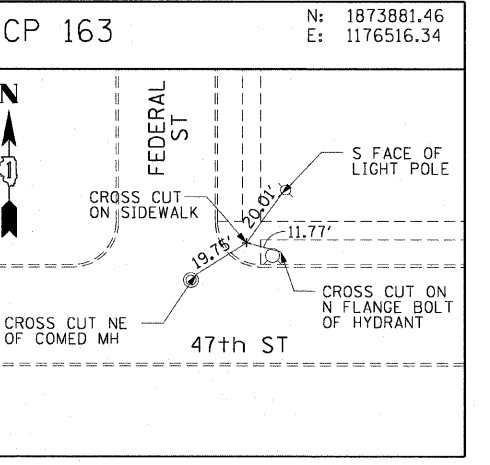 CP 163
N: 1873881.46
E: 1176516.34
N
FEDERAL
ST
S FACE OF
LIGHT POLE
CROSS CUT
ON SIDEWALK
20.01'
11.77'
19.75'
CROSS CUT ON
N FLANGE BOLT
OF HYDRANT
CROSS CUT NE
OF COMED MH
47th ST